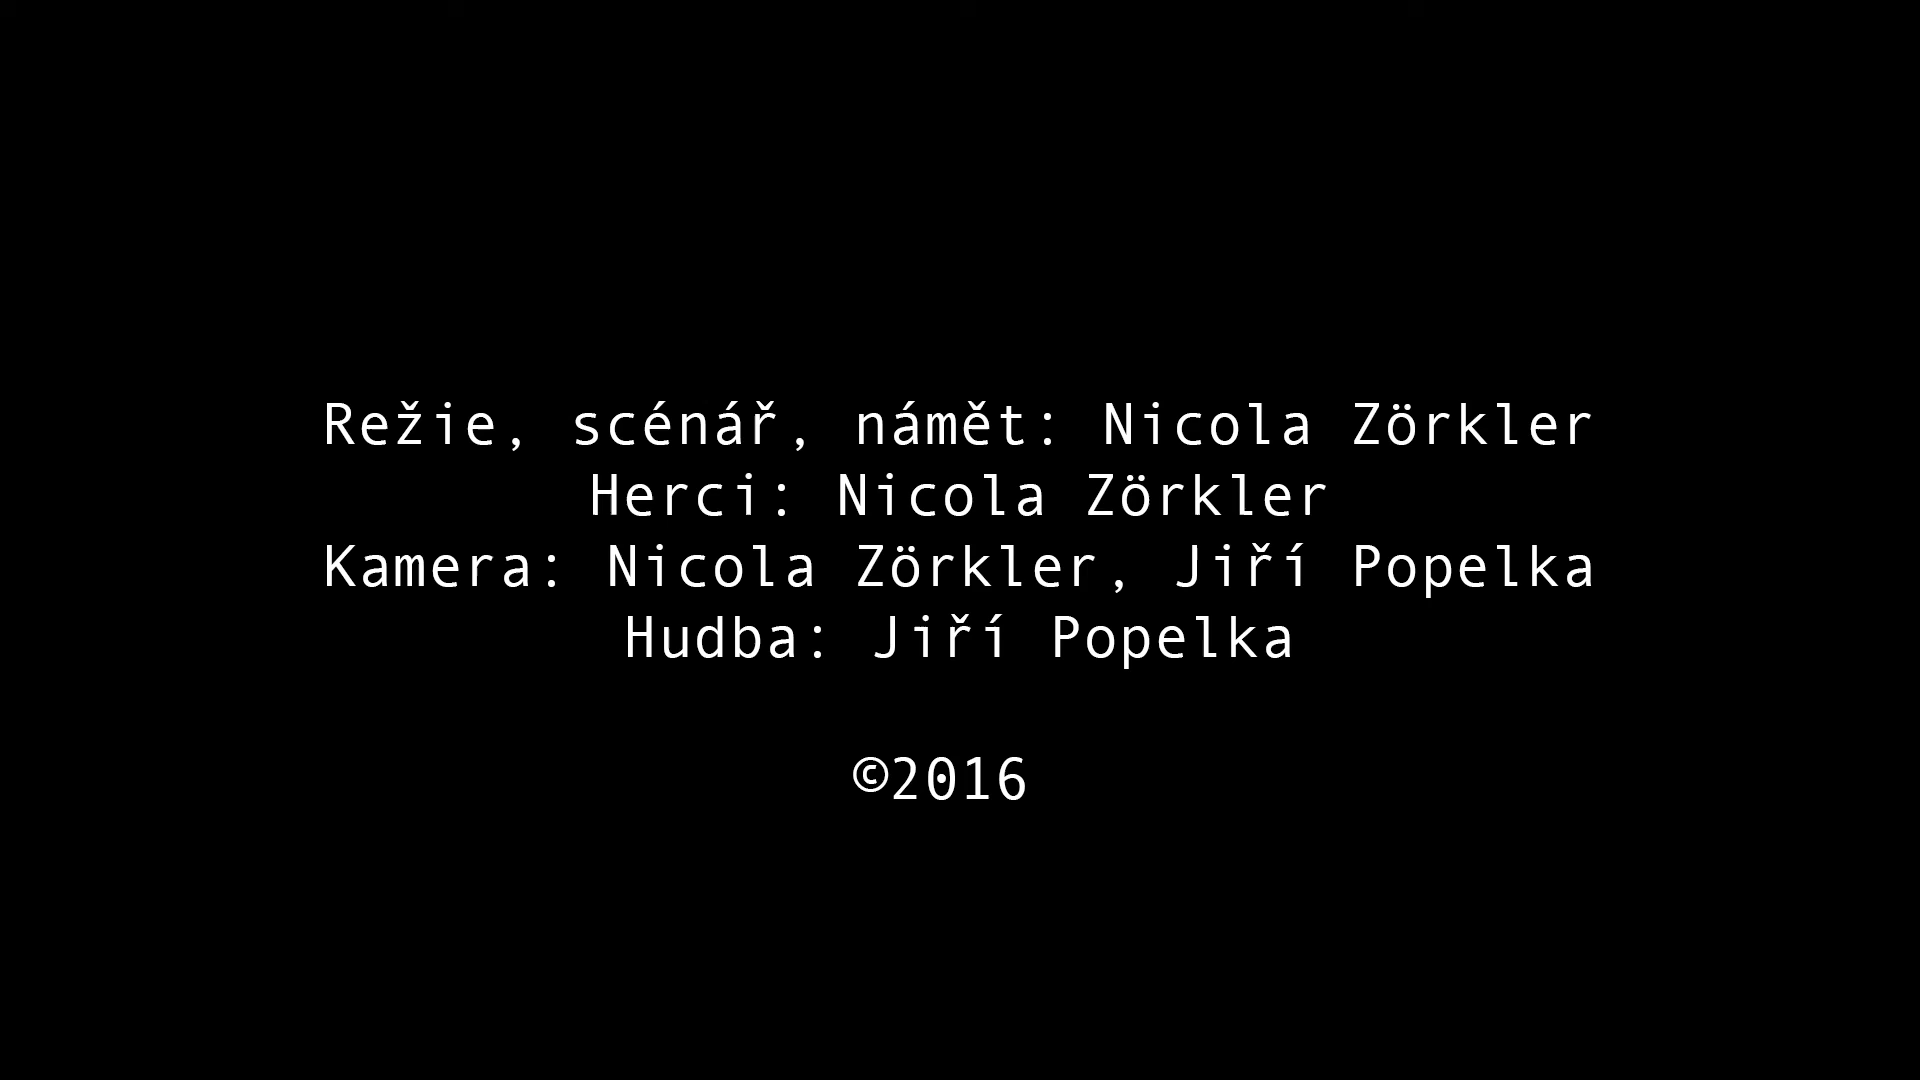 Režie, scénář, námět: Nicola Zörkler
Herci: Nicola Zörkler
Kamera: Nicola Zörkler, Jiří Popelka
Hudba: Jiří Popelka
©2016